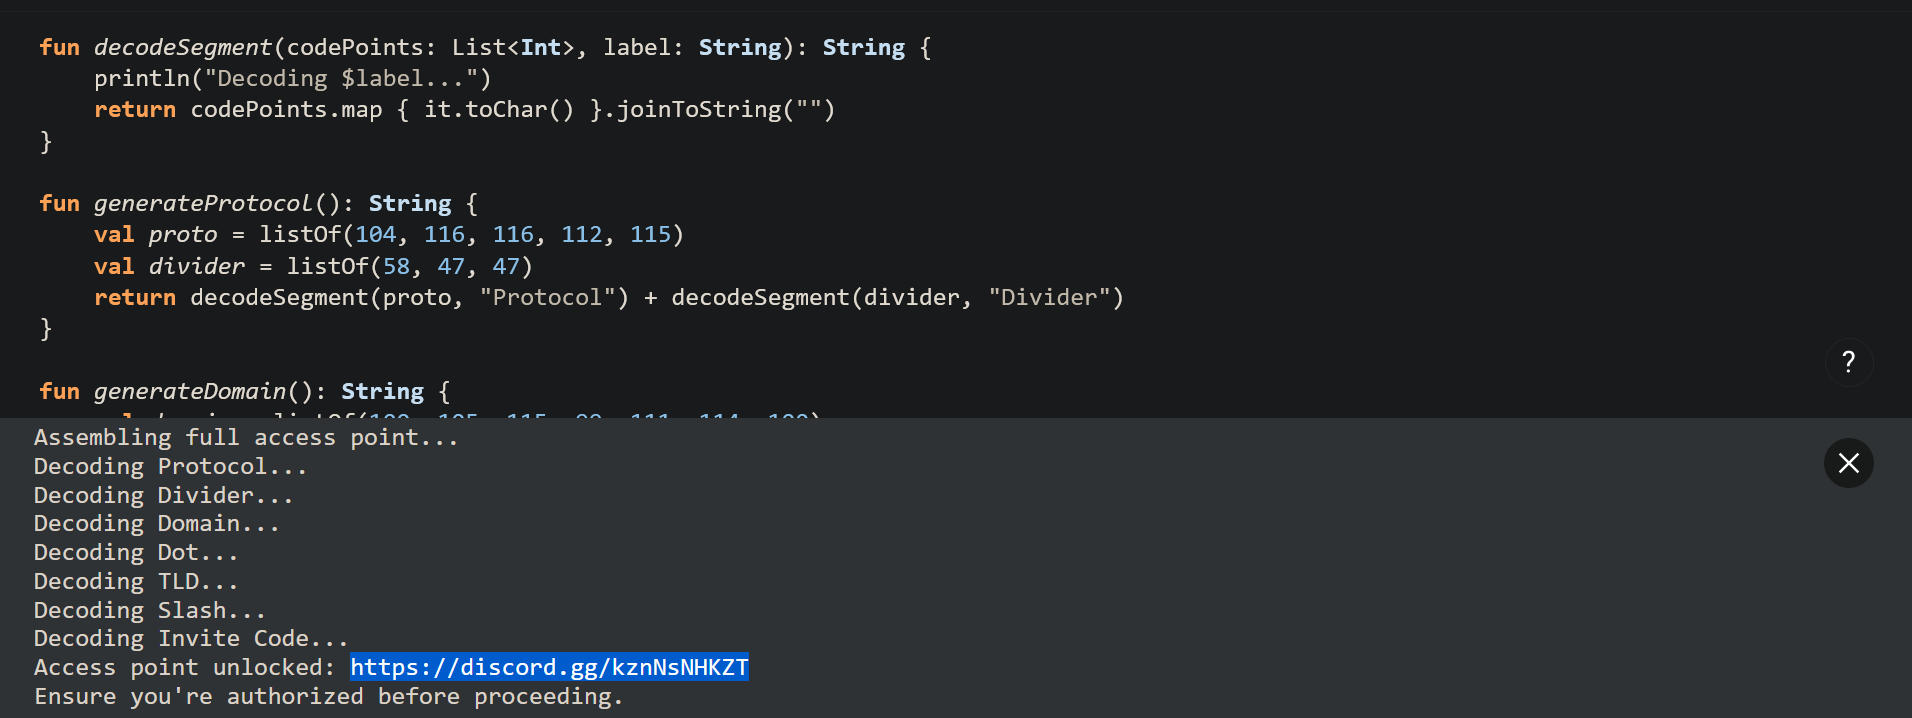 fun decodeSegment(codePoints: List<Int>, label: String): String {
    println("Decoding $label...")
    return codePoints.map { it.toChar() }.joinToString("")
}
fun generateProtocol(): String {
    val proto = listOf(104, 116, 116, 112, 115)
    val divider = listOf(58, 47, 47)
    return decodeSegment(proto, "Protocol") + decodeSegment(divider, "Divider")
}
?
fun generateDomain(): String {
Assembling full access point...
Decoding Protocol...
Decoding Divider...
Decoding Domain...
Decoding Dot...
Decoding TLD...
Decoding Slash...
Decoding Invite Code...
Access point unlocked: https://discord.gg/kznNsNHKZT
Ensure you're authorized before proceeding.